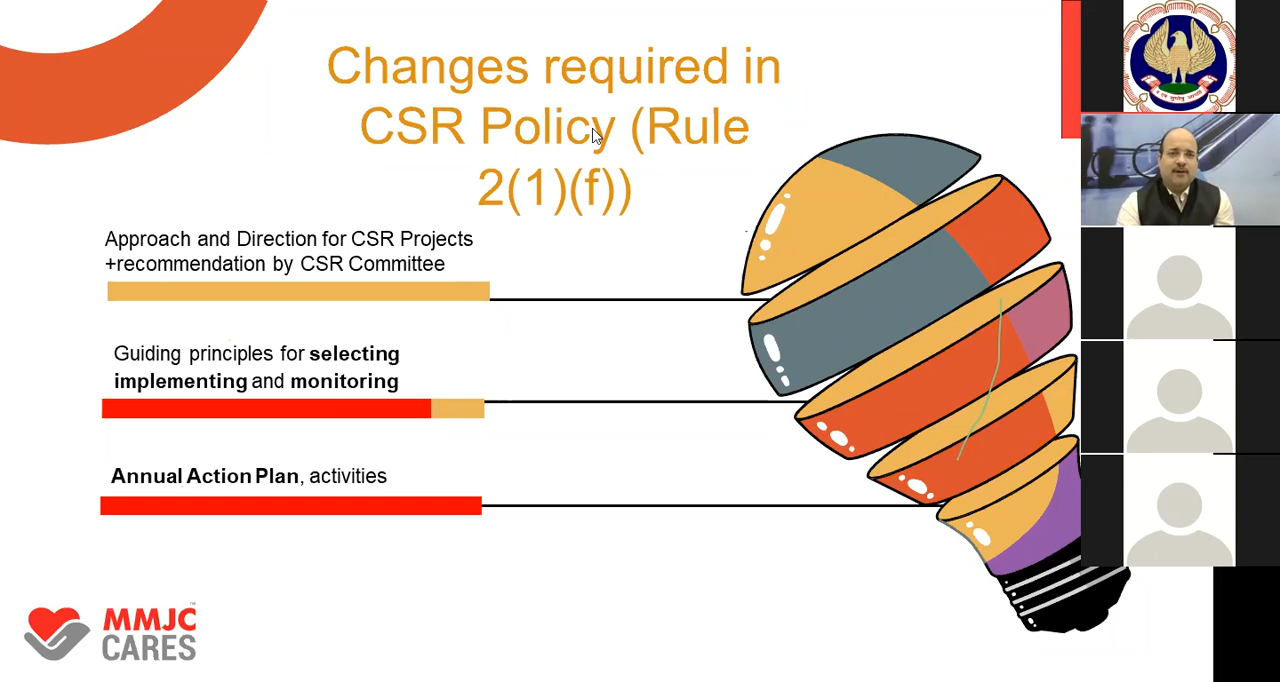 Changes required in
CSR Policy (Rule
2(1)(f))
Approach and Direction for CSR Projects
+recommendation by CSR Committee
Guiding principles for selecting
implementing and monitoring
Annual Action Plan, activities
MMJC
CARES